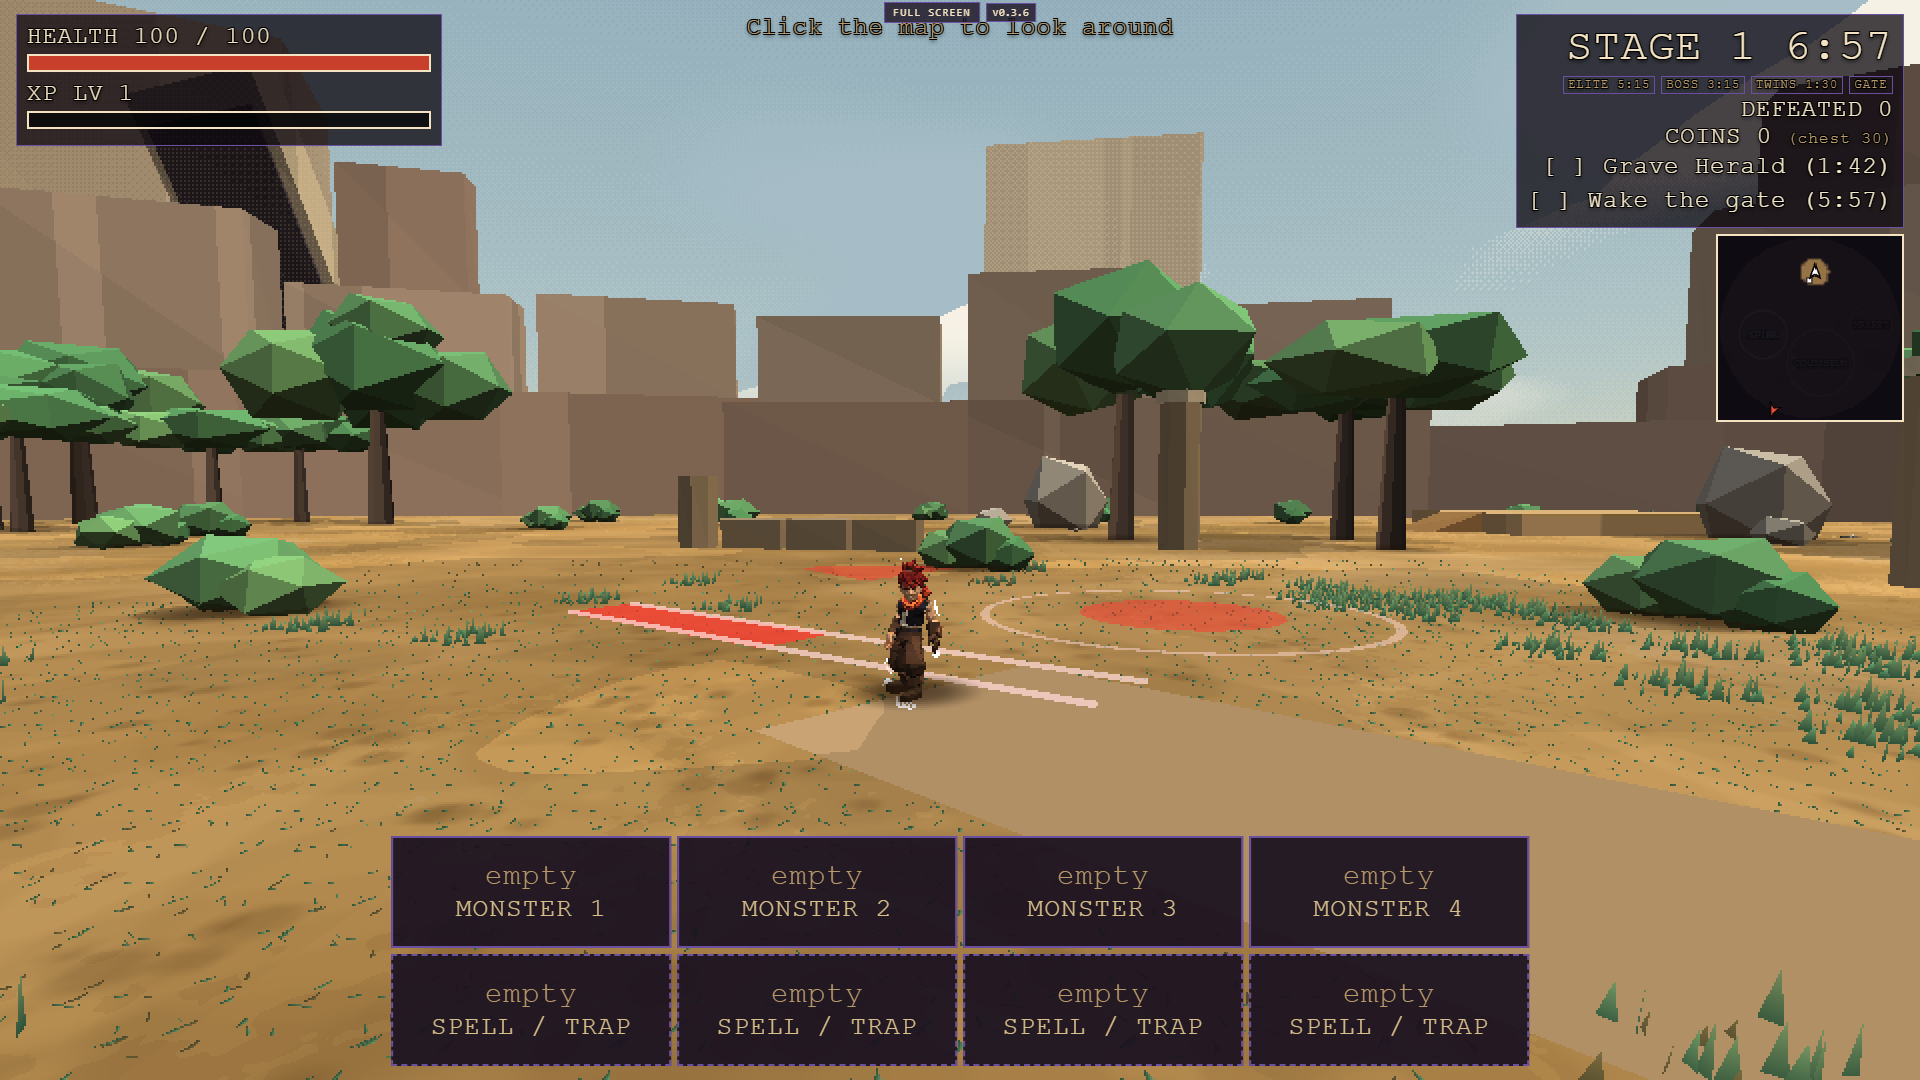 HEALTH 100 / 100
XP LV 1
FULL SCREEN
v0.3.6
Click the map to look around
STAGE 1 6:57
ELITE 5:15
BOSS 3:15
TWINS 1:30
GATE
DEFEATED 0
COINS 0 (chest 30)
[ ] Grave Herald (1:42)
[ ] Wake the gate (5:57)
empty
MONSTER 1
empty
MONSTER 2
empty
MONSTER 3
empty
MONSTER 4
empty
SPELL / TRAP
empty
SPELL / TRAP
empty
SPELL / TRAP
empty
SPELL / TRAP